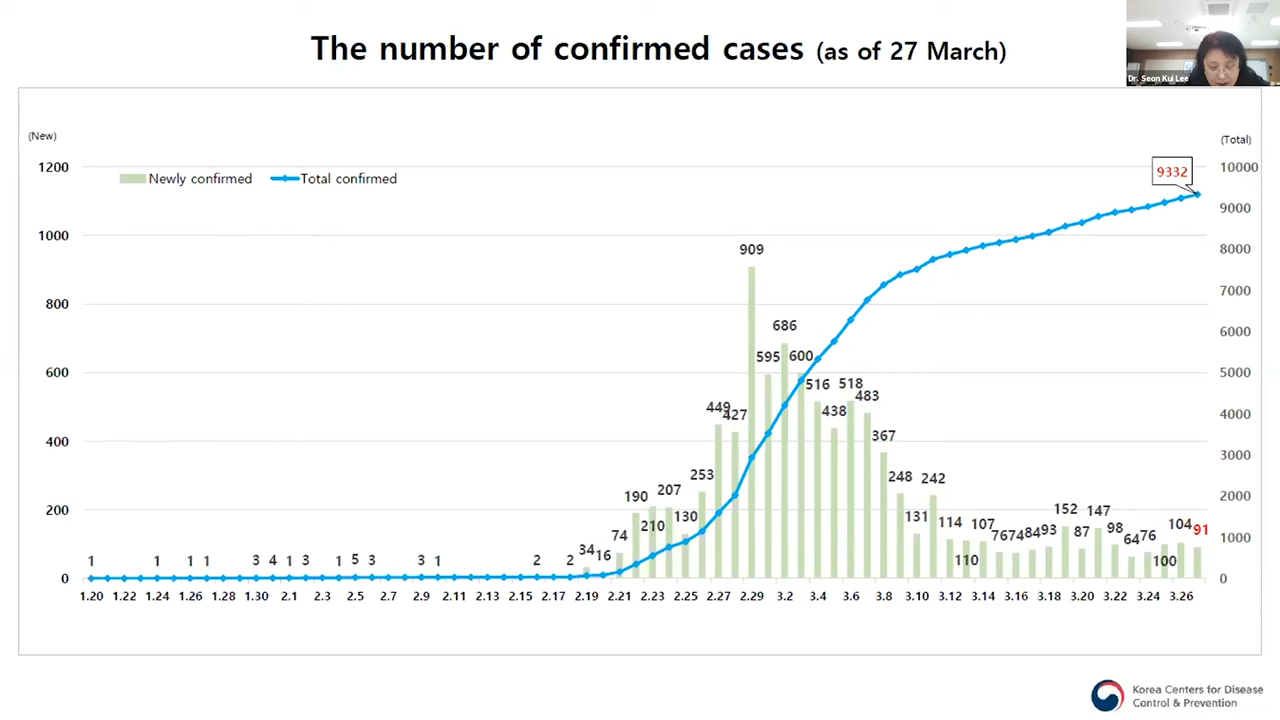 The number of confirmed cases (as of 27 March)
Dr. Seon Kui Lee
(New)
(Total)
Newly confirmed
Total confirmed
1200
1000
800
600
400
200
0
10000
9000
8000
7000
6000
5000
4000
3000
2000
1000
0
9332
1 1 1 1 3 4 1 3 1 5 3 3 1 2 2 34 16 74 190 210 207 130 253 449 427 909 595 686 600 516 438 518 483 367 248 131 242 114 110 107 76 74 84 93 152 87 147 98 64 76 100 104 91
1.20 1.22 1.24 1.26 1.28 1.30 2.1 2.3 2.5 2.7 2.9 2.11 2.13 2.15 2.17 2.19 2.21 2.23 2.25 2.27 2.29 3.2 3.4 3.6 3.8 3.10 3.12 3.14 3.16 3.18 3.20 3.22 3.24 3.26
Korea Centers for Disease
Control & Prevention